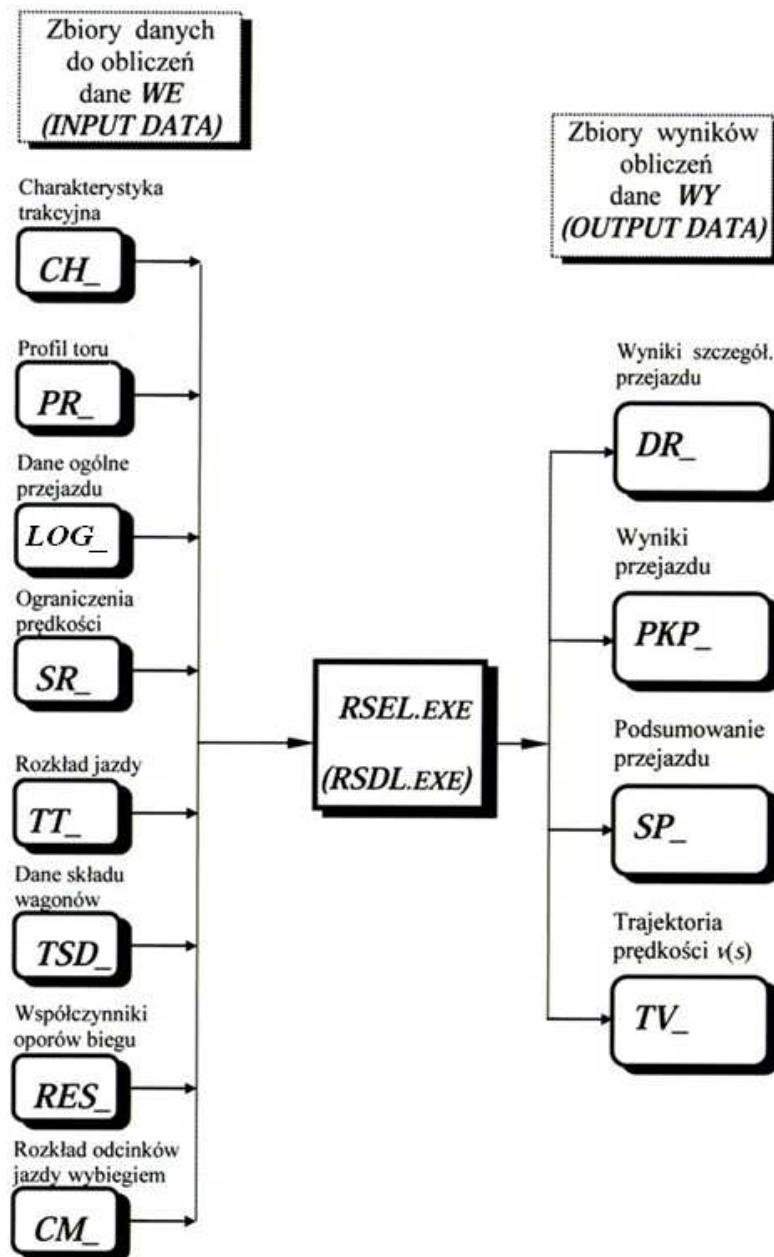 Zbiory danych
do obliczeń
dane WE
(INPUT DATA)
Charakterystyka
trakcyjna
CH_
Profil toru
PR_
Dane ogólne
przejazdu
LOG_
Ograniczenia
prędkości
SR_
Rozkład jazdy
TT_
Dane składu
wagonów
TSD_
Współczynniki
oporów biegu
RES_
Rozkład odcinków
jazdy wybiegiem
CM_
RSEL.EXE
(RSDL.EXE)
Zbiory wyników
obliczeń
dane WY
(OUTPUT DATA)
Wyniki szczegół.
przejazdu
DR_
Wyniki
przejazdu
PKP_
Podsumowanie
przejazdu
SP_
Trajektoria
prędkości v(s)
TV_